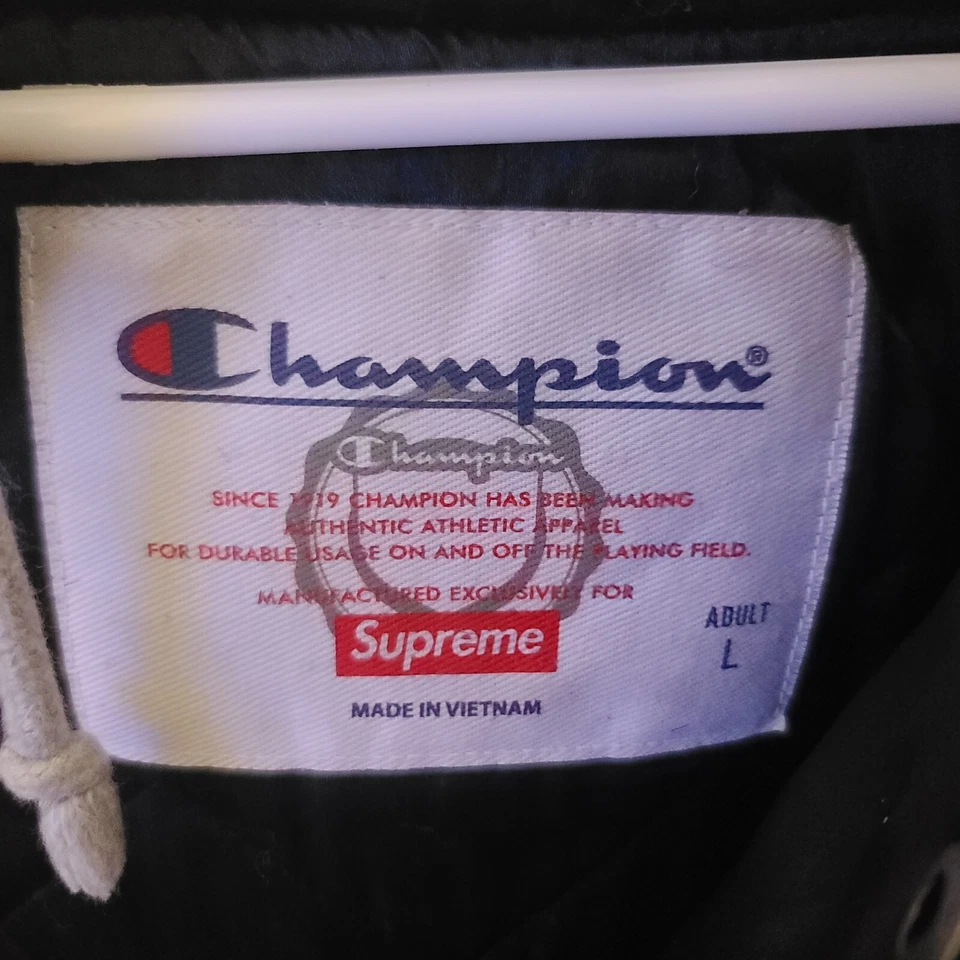 Champion®
Champion
SINCE 1919 CHAMPION HAS BEEN MAKING
AUTHENTIC ATHLETIC APPAREL
FOR DURABLE USAGE ON AND OFF THE PLAYING FIELD.
MANUFACTURED EXCLUSIVELY FOR
Supreme
ADULT
L
MADE IN VIETNAM